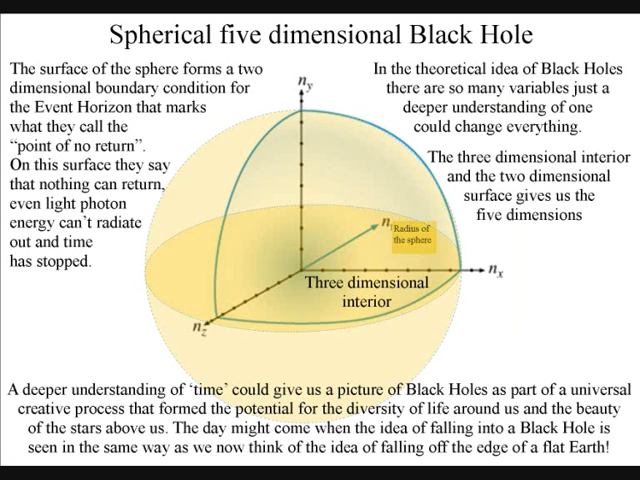 Spherical five dimensional Black Hole
The surface of the sphere forms a two
dimensional boundary condition for
the Event Horizon that marks
what they call the
“point of no return”.
On this surface they say
that nothing can return,
even light photon
energy can’t radiate
out and time
has stopped.
In the theoretical idea of Black Holes
there are so many variables just a
deeper understanding of one
could change everything.
The three dimensional interior
and the two dimensional
surface gives us the
five dimensions
n_y
n
Radius of
the sphere
n_x
Three dimensional
interior
n_z
A deeper understanding of ‘time’ could give us a picture of Black Holes as part of a universal
creative process that formed the potential for the diversity of life around us and the beauty
of the stars above us. The day might come when the idea of falling into a Black Hole is
seen in the same way as we now think of the idea of falling off the edge of a flat Earth!